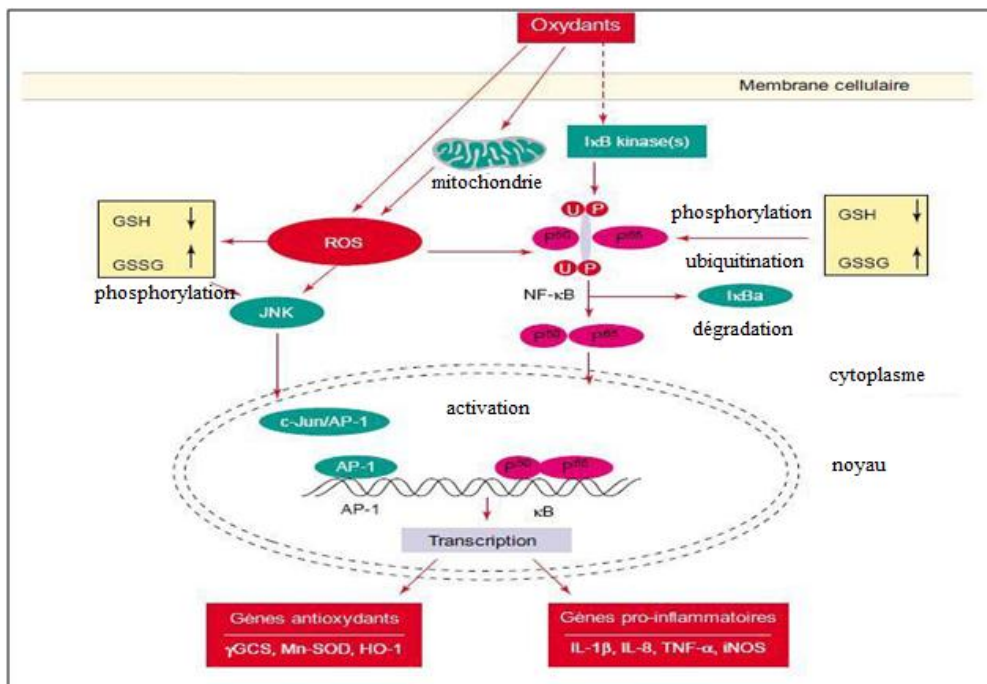 Oxydants
Membrane cellulaire
IκB kinase(s)
mitochondrie
U P
phosphorylation
GSH ↓
GSSG ↑
ROS
p50 p65
ubiquitination
GSH ↓
GSSG ↑
phosphorylation
U P
NF-κB
IκBa
JNK
dégradation
p50 p65
cytoplasme
activation
c-Jun/AP-1
noyau
AP-1
p50 p65
AP-1
κB
Transcription
Gènes antioxydants
γGCS, Mn-SOD, HO-1
Gènes pro-inflammatoires
IL-1β, IL-8, TNF-α, iNOS